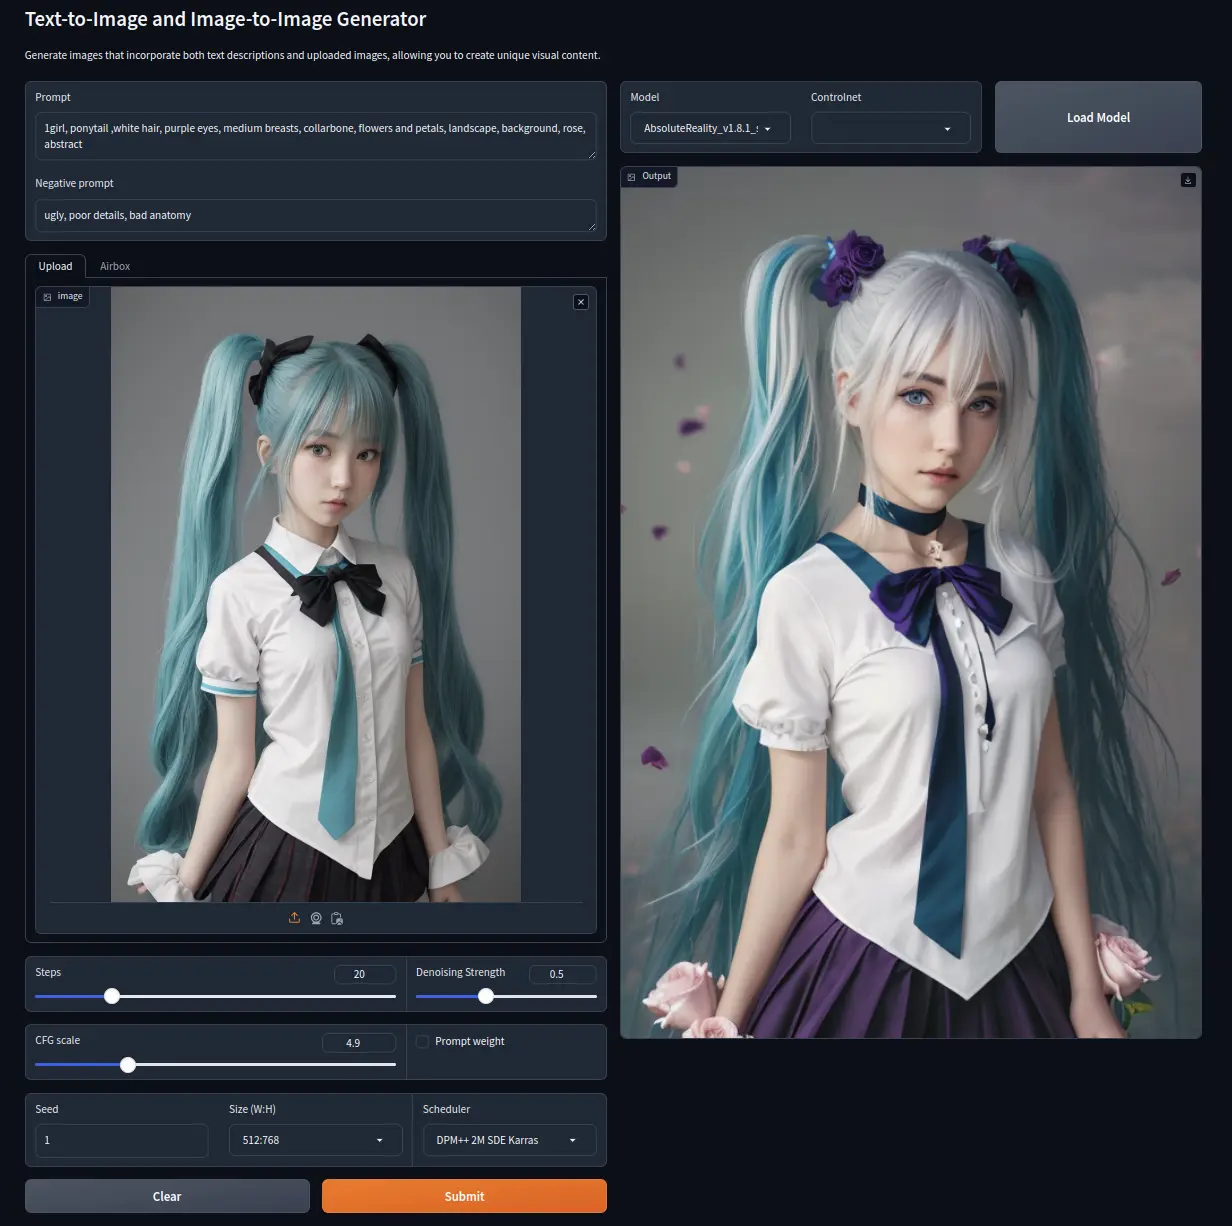 Text-to-Image and Image-to-Image Generator
Generate images that incorporate both text descriptions and uploaded images, allowing you to create unique visual content.
Prompt
1girl, ponytail ,white hair, purple eyes, medium breasts, collarbone, flowers and petals, landscape, background, rose,
abstract
Negative prompt
ugly, poor details, bad anatomy
Upload
Airbox
image
Steps
20
Denoising Strength
0.5
CFG scale
4.9
Prompt weight
Seed
1
Size (W:H)
512:768
Scheduler
DPM++ 2M SDE Karras
Clear
Submit
Model
AbsoluteReality_v1.8.1_
Controlnet
Load Model
Output